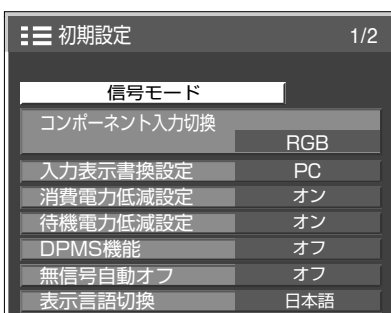 初期設定 1/2
信号モード
コンポーネント入力切換
RGB
入力表示書換設定 PC
消費電力低減設定 オン
待機電力低減設定 オン
DPMS機能 オフ
無信号自動オフ オフ
表示言語切換 日本語